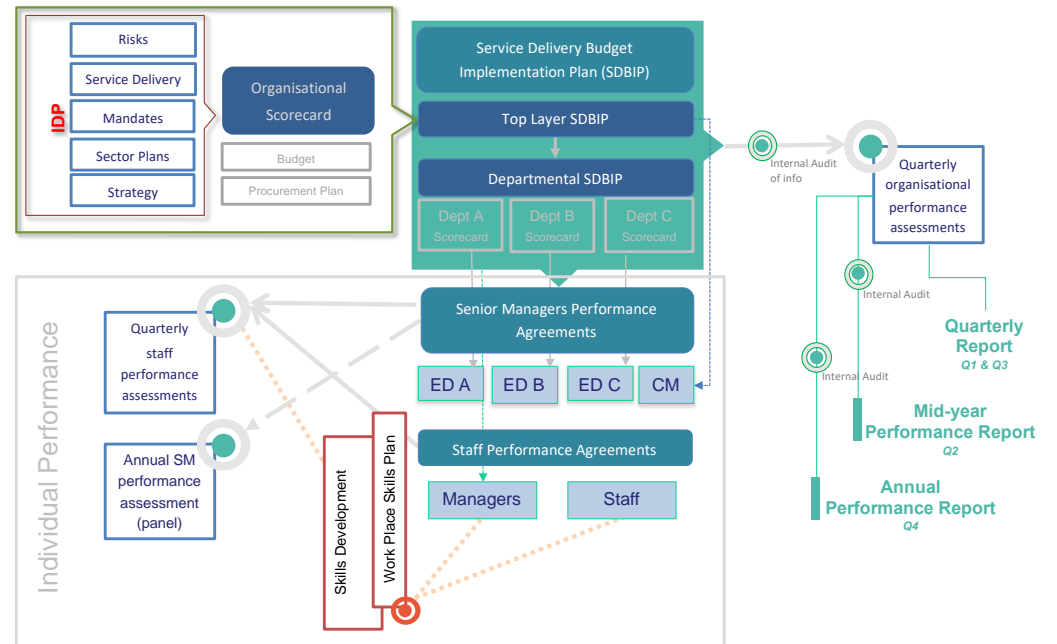 IDP
Risks
Service Delivery
Mandates
Sector Plans
Strategy
Organisational
Scorecard
Budget
Procurement Plan
Service Delivery Budget
Implementation Plan (SDBIP)
Top Layer SDBIP
Departmental SDBIP
Dept A
Scorecard
Dept B
Scorecard
Dept C
Scorecard
Internal Audit
of info
Quarterly
organisational
performance
assessments
Internal Audit
Internal Audit
Quarterly
Report
Q1 & Q3
Mid-year
Performance Report
Q2
Annual
Performance Report
Q4
Individual Performance
Quarterly
staff
performance
assessments
Annual SM
performance
assessment
(panel)
Skills Development
Work Place Skills Plan
Senior Managers Performance
Agreements
ED A
ED B
ED C
CM
Staff Performance Agreements
Managers
Staff